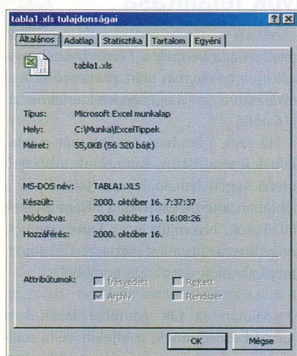 tabla1.xls tulajdonságai
Általános Adatlap Statisztika Tartalom Egyéni
tabla1.xls
Típus: Microsoft Excel munkalap
Hely: C:\Munka\ExcelTippek
Méret: 55,0KB (56 320 bájt)
MS-DOS név: TABLA1.XLS
Készült: 2000. október 16. 7:37:37
Módosítva: 2000. október 16. 16:08:26
Hozzáférés: 2000. október 16.
Attribútumok: Írásvédett Rejtett
Archív Rendszer
OK Mégse